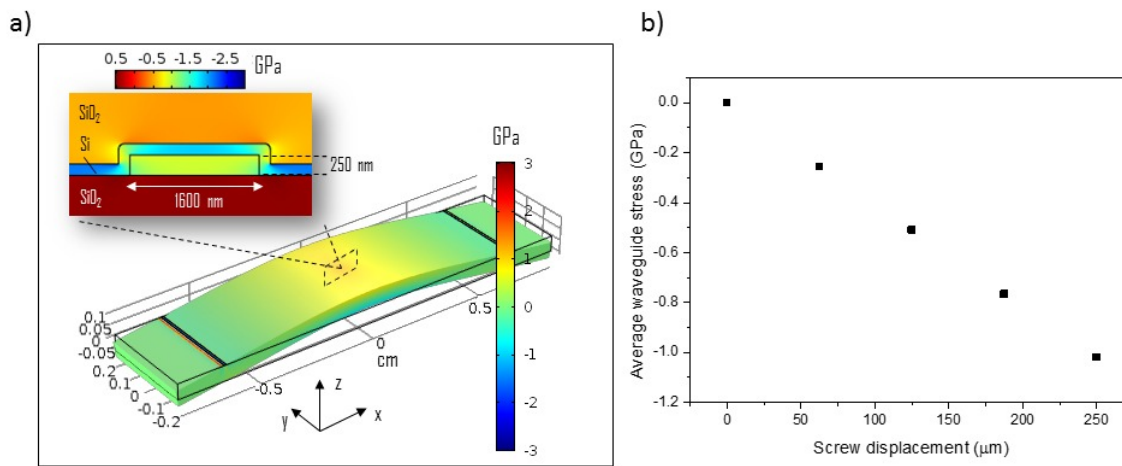 a)
b)
0.5 -0.5 -1.5 -2.5 GPa
SiO2
Si
SiO2
250 nm
1600 nm
GPa
3
2
1
0
-1
-2
-3
0.1
0.05
0
-0.05
0.2
0.1
0
-0.1
-0.2
-0.5
0
0.5
cm
z
y
x
Average waveguide stress (GPa)
0.0
-0.2
-0.4
-0.6
-0.8
-1.0
-1.2
0 50 100 150 200 250
Screw displacement (μm)